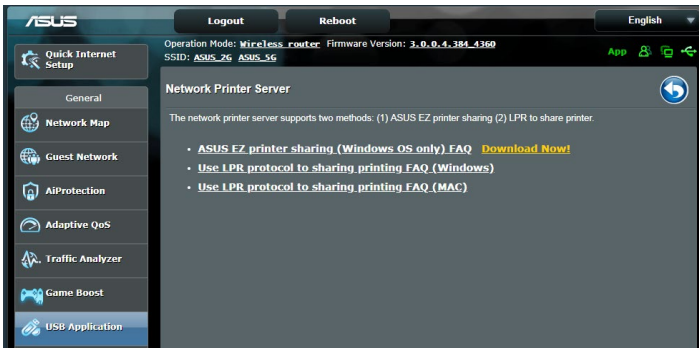 ASUS
Logout
Reboot
English
Quick Internet
Setup
Operation Mode: Wireless router Firmware Version: 3.0.0.4.384_4360
SSID: ASUS_2G ASUS_5G
App
General
Network Map
Guest Network
AiProtection
Adaptive QoS
Traffic Analyzer
Game Boost
USB Application
Network Printer Server
The network printer server supports two methods: (1) ASUS EZ printer sharing (2) LPR to share printer.
ASUS EZ printer sharing (Windows OS only) FAQ Download Now!
Use LPR protocol to sharing printing FAQ (Windows)
Use LPR protocol to sharing printing FAQ (MAC)